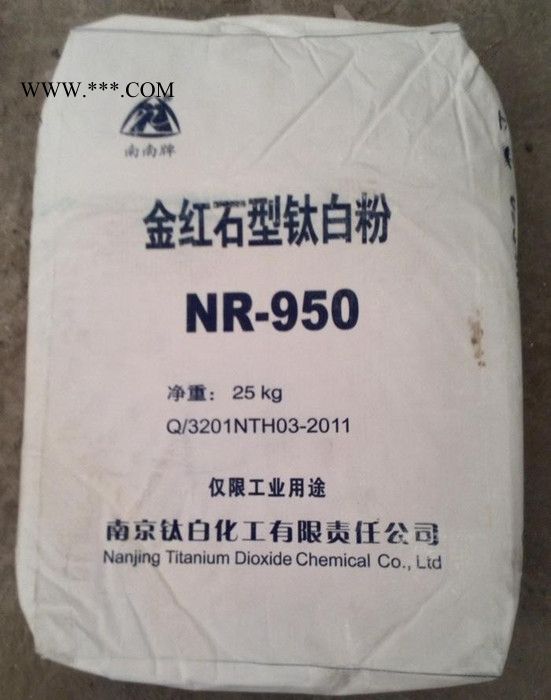 WWW.***.COM
南南牌
金红石型钛白粉
NR-950
净重： 25 kg
Q/3201NTH03-2011
仅限工业用途
南京钛白化工有限责任公司
Nanjing Titanium Dioxide Chemical Co., Ltd